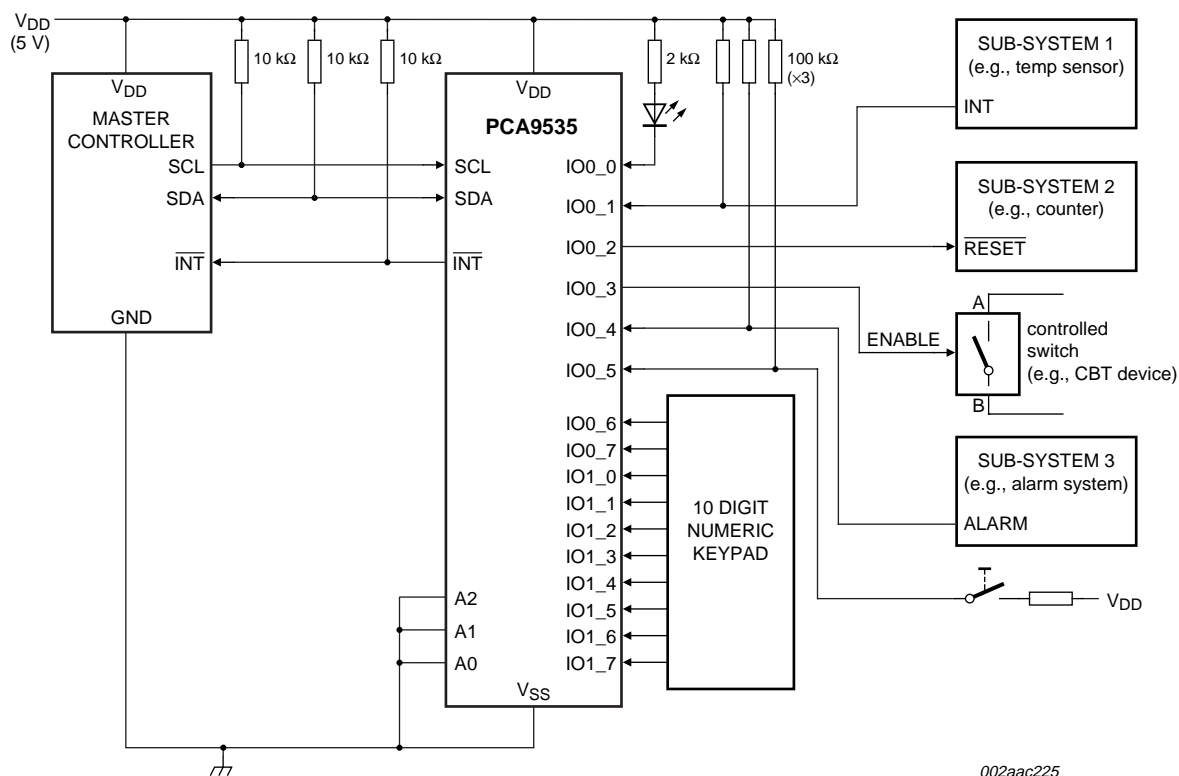 VDD
(5 V)
10 kΩ
10 kΩ
10 kΩ
2 kΩ
100 kΩ
(×3)
VDD
MASTER
CONTROLLER
SCL
SDA
INT
GND
VDD
PCA9535
SCL
SDA
INT
A2
A1
A0
VSS
IO0_0
IO0_1
IO0_2
IO0_3
IO0_4
IO0_5
IO0_6
IO0_7
IO1_0
IO1_1
IO1_2
IO1_3
IO1_4
IO1_5
IO1_6
IO1_7
10 DIGIT
NUMERIC
KEYPAD
SUB-SYSTEM 1
(e.g., temp sensor)
INT
SUB-SYSTEM 2
(e.g., counter)
RESET
A
ENABLE
B
controlled
switch
(e.g., CBT device)
SUB-SYSTEM 3
(e.g., alarm system)
ALARM
VDD
002aac225